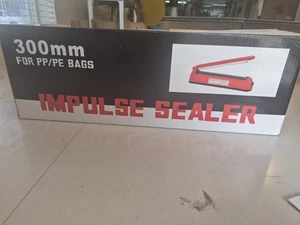 300mm
FOR PP/PE BAGS
IMPULSE SEALER